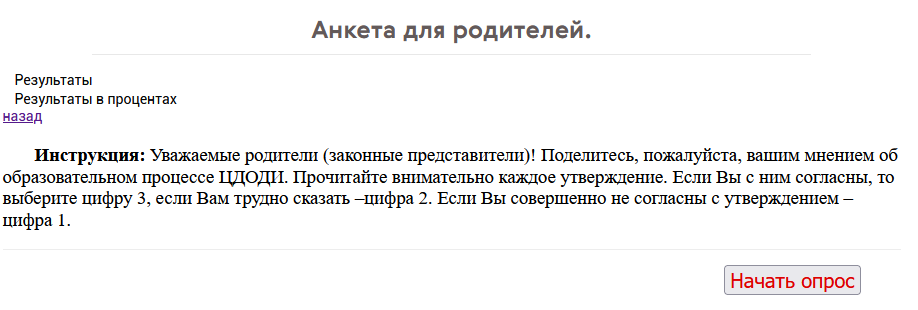 Анкета для родителей.
Результаты
Результаты в процентах
назад
Инструкция: Уважаемые родители (законные представители)! Поделитесь, пожалуйста, вашим мнением об
образовательном процессе ЦДОДИ. Прочитайте внимательно каждое утверждение. Если Вы с ним согласны, то
выберите цифру 3, если Вам трудно сказать –цифра 2. Если Вы совершенно не согласны с утверждением –
цифра 1.
Начать опрос